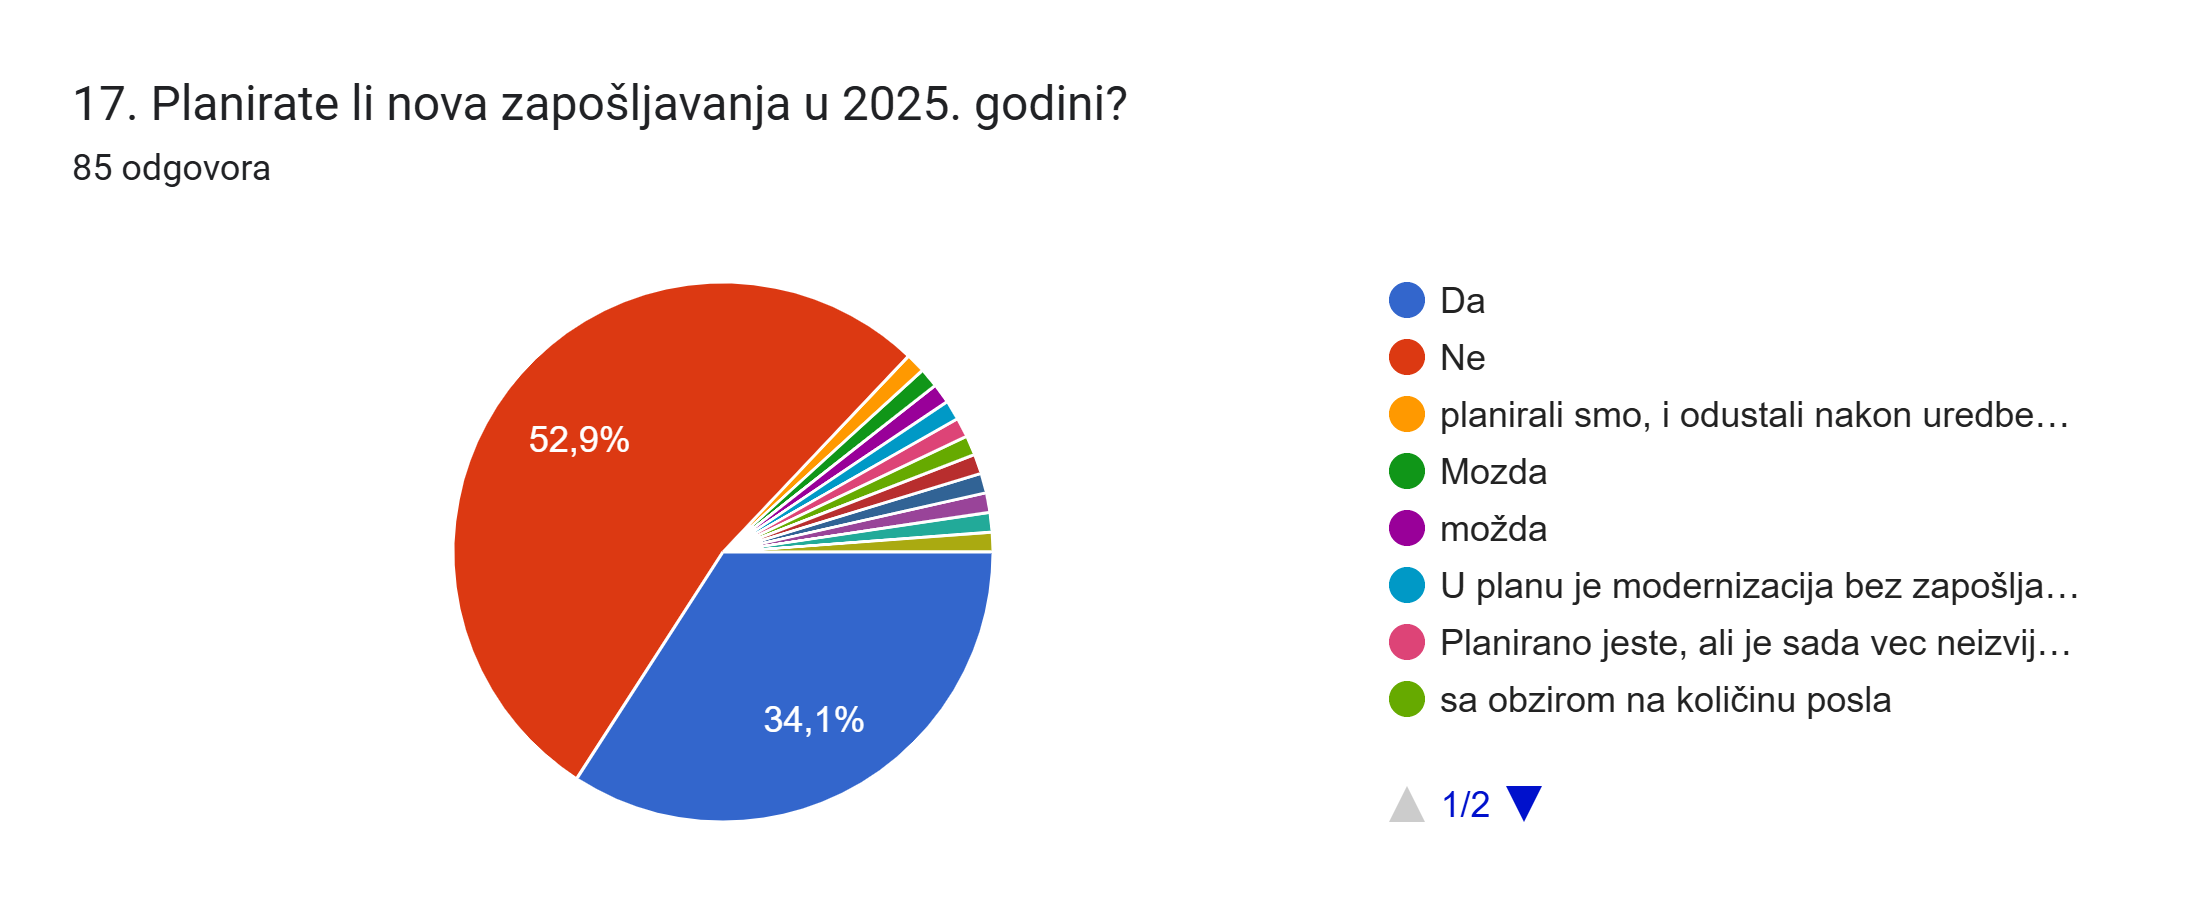 17. Planirate li nova zapošljavanja u 2025. godini?
85 odgovora
52,9%
34,1%
Da
Ne
planirali smo, i odustali nakon uredbe…
Mozda
možda
U planu je modernizacija bez zapošlja…
Planirano jeste, ali je sada vec neizvij…
sa obzirom na količinu posla
1/2